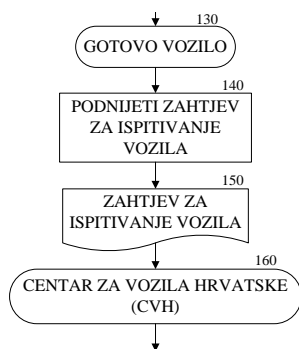 130
GOTOVO VOZILO
140
PODNIJETI ZAHTJEV
ZA ISPITIVANJE
VOZILA
150
ZAHTJEV ZA
ISPITIVANJE VOZILA
160
CENTAR ZA VOZILA HRVATSKE
(CVH)